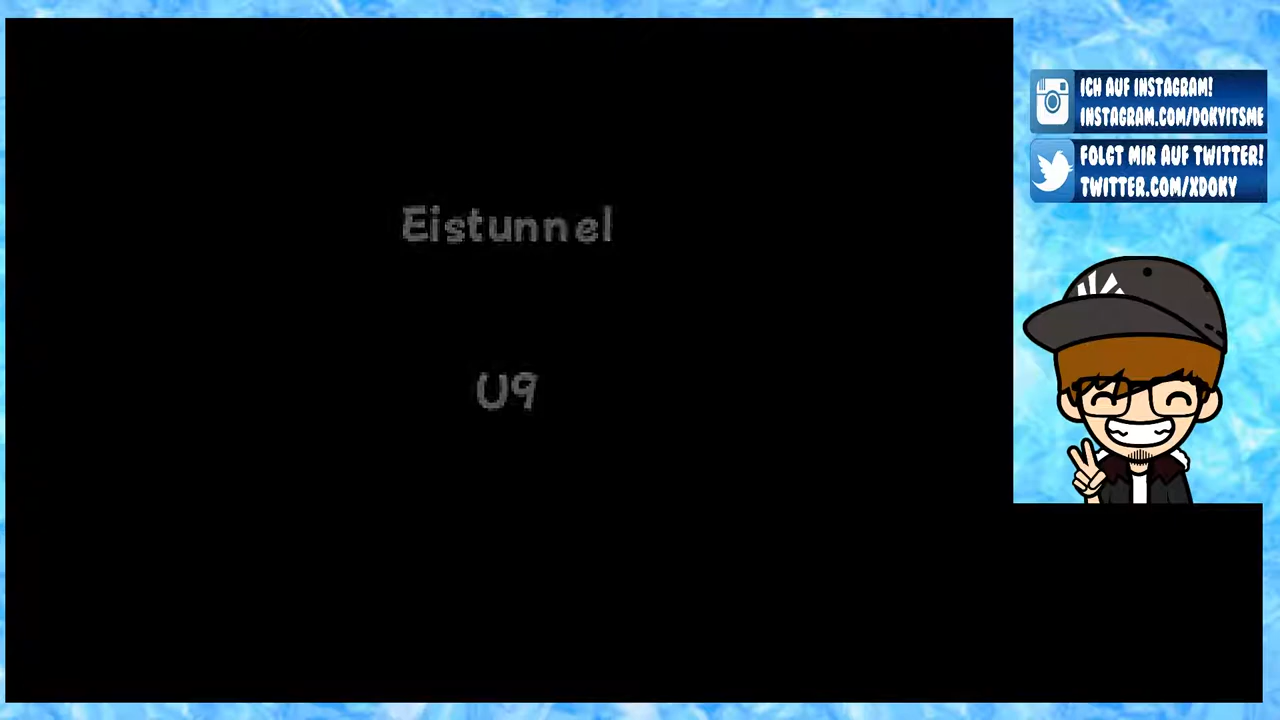 Eistunnel
U9
ICH AUF INSTAGRAM!
INSTAGRAM.COM/DOKYITSME
FOLGT MIR AUF TWITTER!
TWITTER.COM/XDOKY